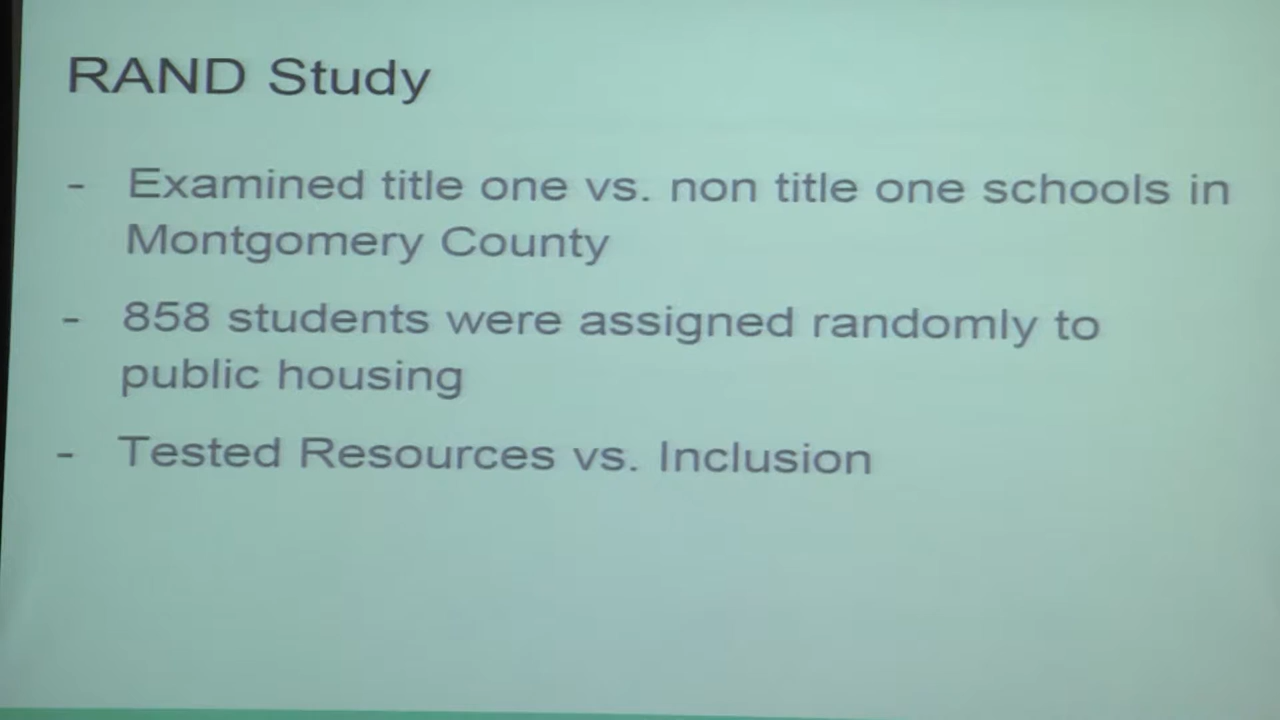 RAND Study
- Examined title one vs. non title one schools in
Montgomery County
- 858 students were assigned randomly to
public housing
- Tested Resources vs. Inclusion